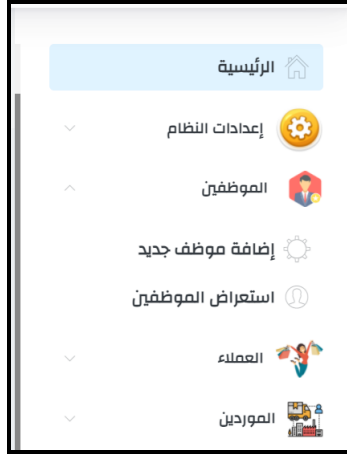 الرئيسية
إعدادات النظام
الموظفين
إضافة موظف جديد
استعراض الموظفين
العملاء
الموردين